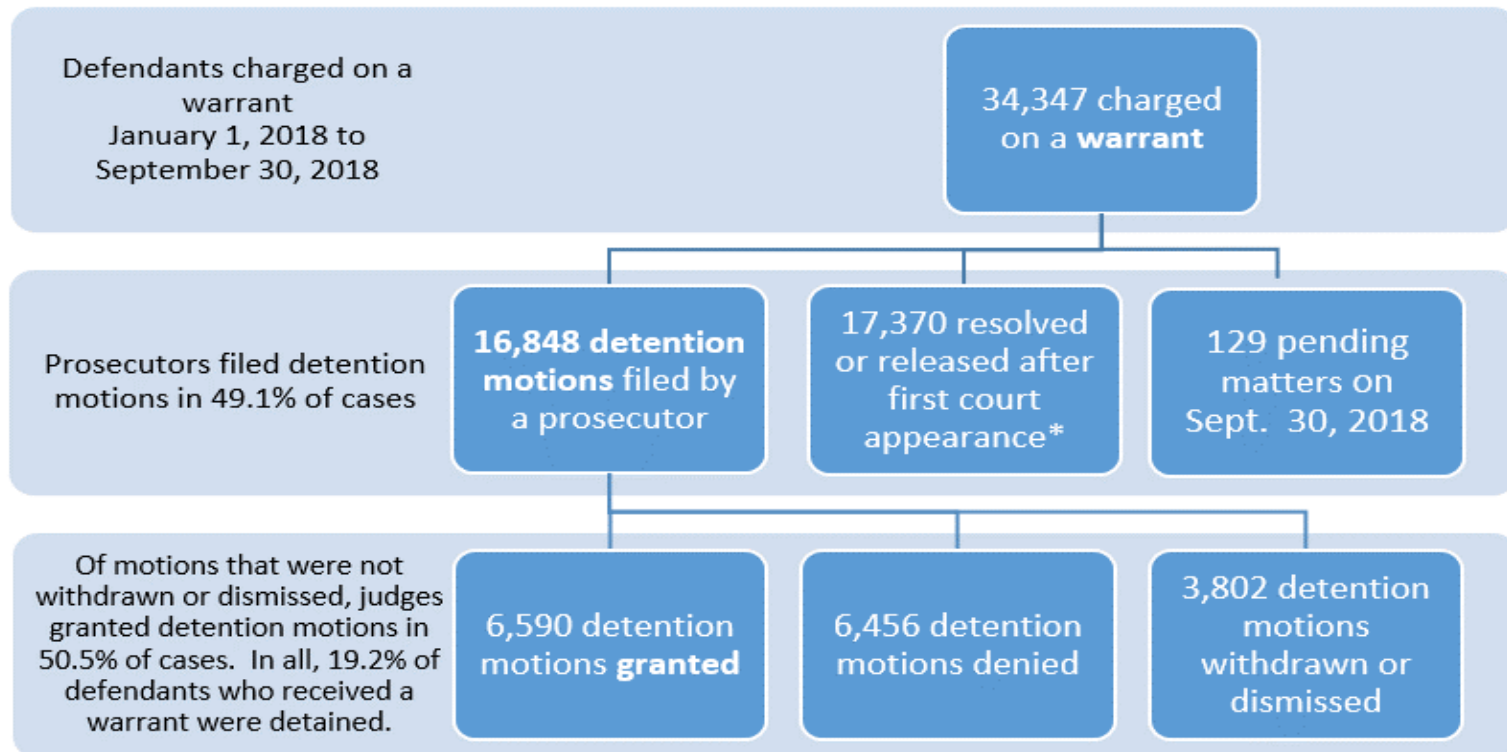 Defendants charged on a
warrant
January 1, 2018 to
September 30, 2018
34,347 charged
on a warrant
Prosecutors filed detention
motions in 49.1% of cases
16,848 detention
motions filed by
a prosecutor
17,370 resolved
or released after
first court
appearance*
129 pending
matters on
Sept. 30, 2018
Of motions that were not
withdrawn or dismissed, judges
granted detention motions in
50.5% of cases. In all, 19.2% of
defendants who received a
warrant were detained.
6,590 detention
motions granted
6,456 detention
motions denied
3,802 detention
motions
withdrawn or
dismissed